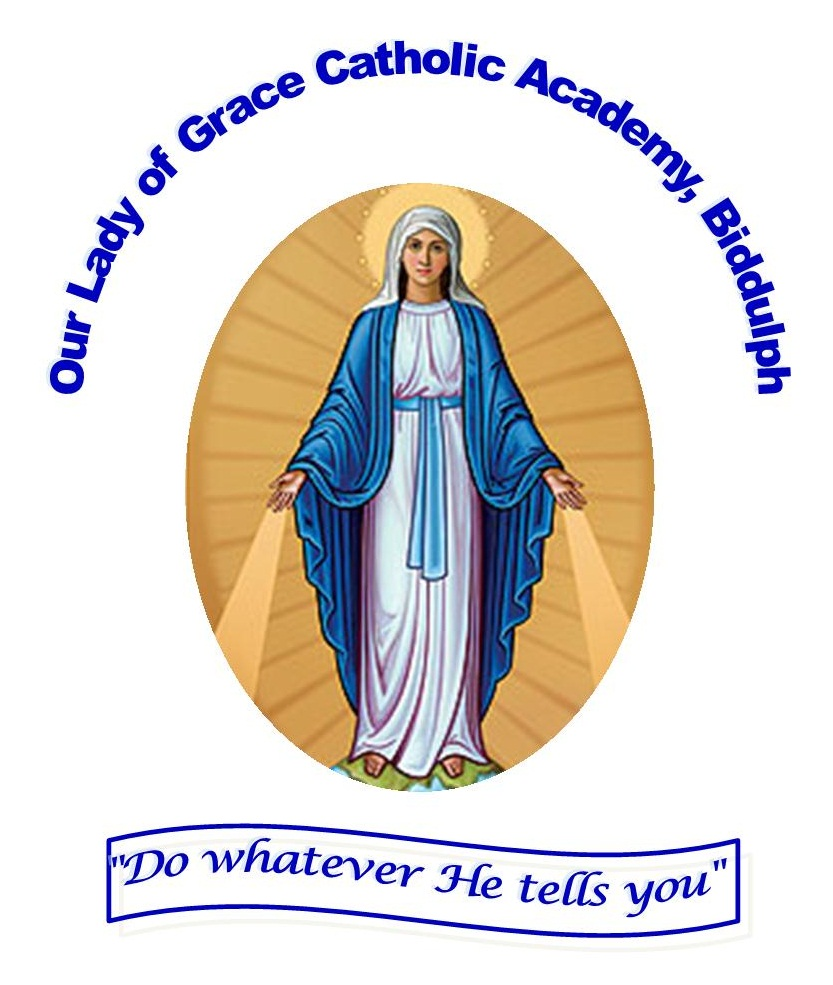 Our Lady of Grace Catholic Academy, Biddulph
"Do whatever He tells you"